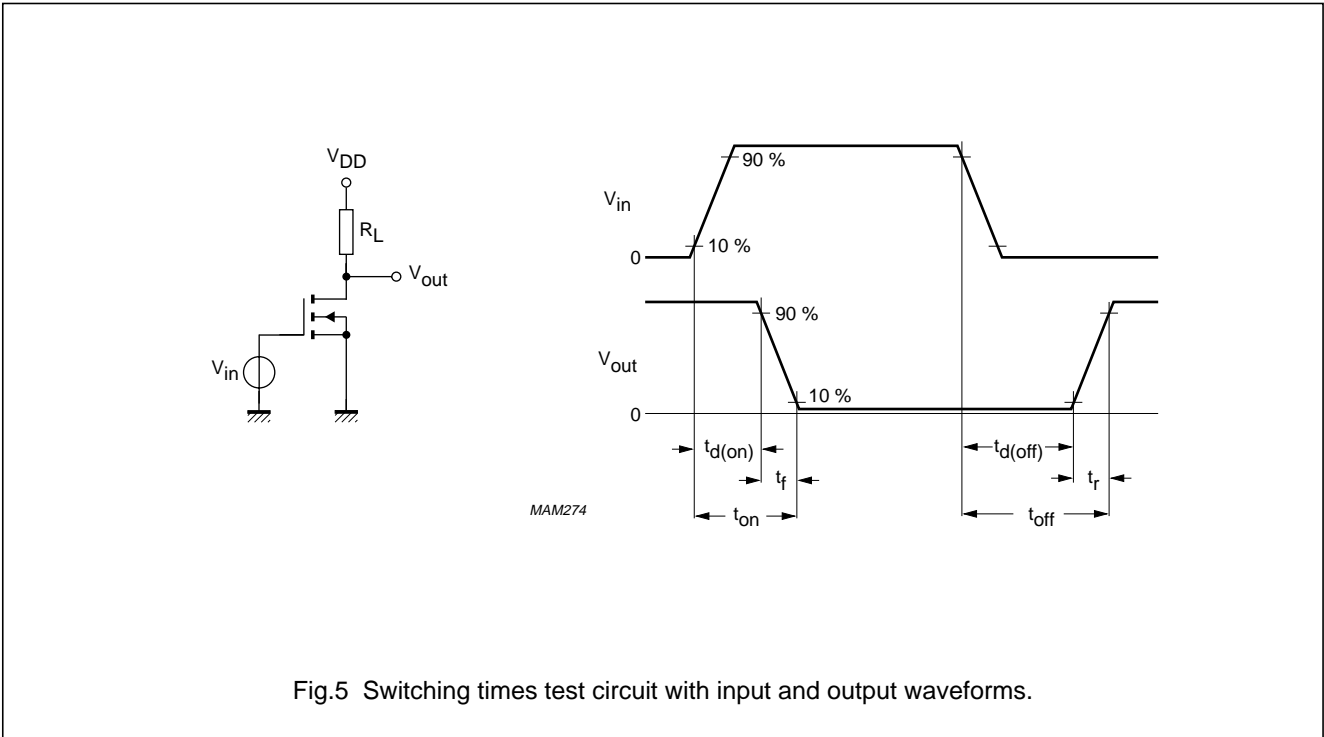 VDD
RL
Vout
Vin
Vin
90 %
10 %
0
90 %
Vout
10 %
0
td(on)
td(off)
tf
tr
ton
toff
MAM274
Fig.5 Switching times test circuit with input and output waveforms.